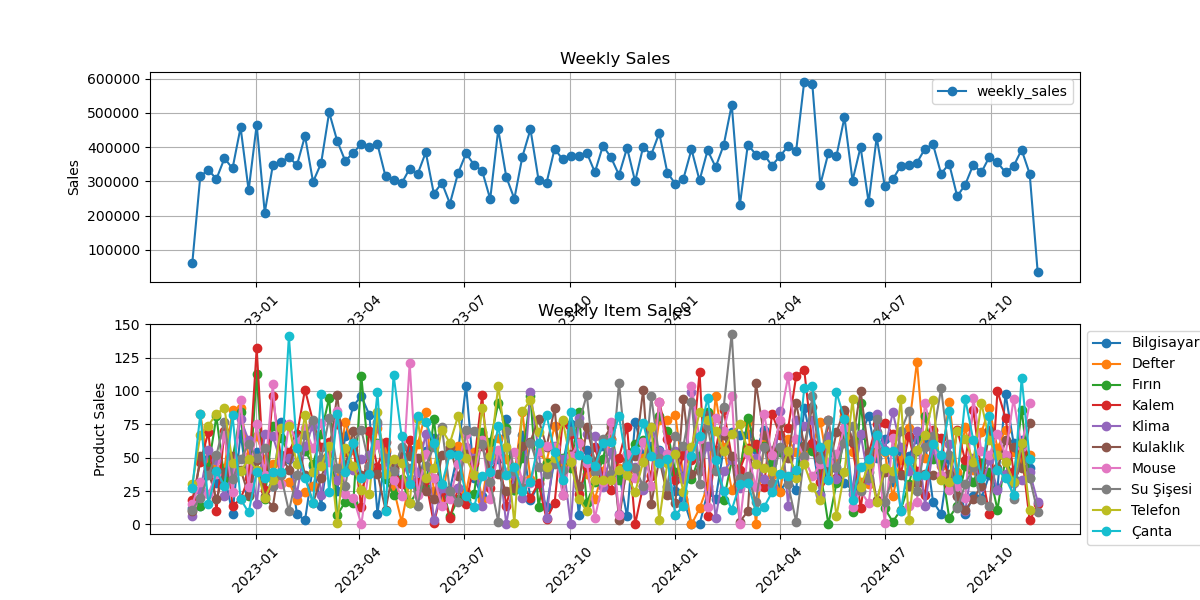 Weekly Sales
600000
500000
400000
300000
200000
100000
Sales
weekly_sales
Weekly Item Sales
150
125
100
75
50
25
0
Product Sales
2023-01
2023-04
2023-07
2023-10
2024-01
2024-04
2024-07
2024-10
Bilgisayar
Defter
Fırın
Kalem
Klima
Kulaklık
Mouse
Su Şişesi
Telefon
Çanta